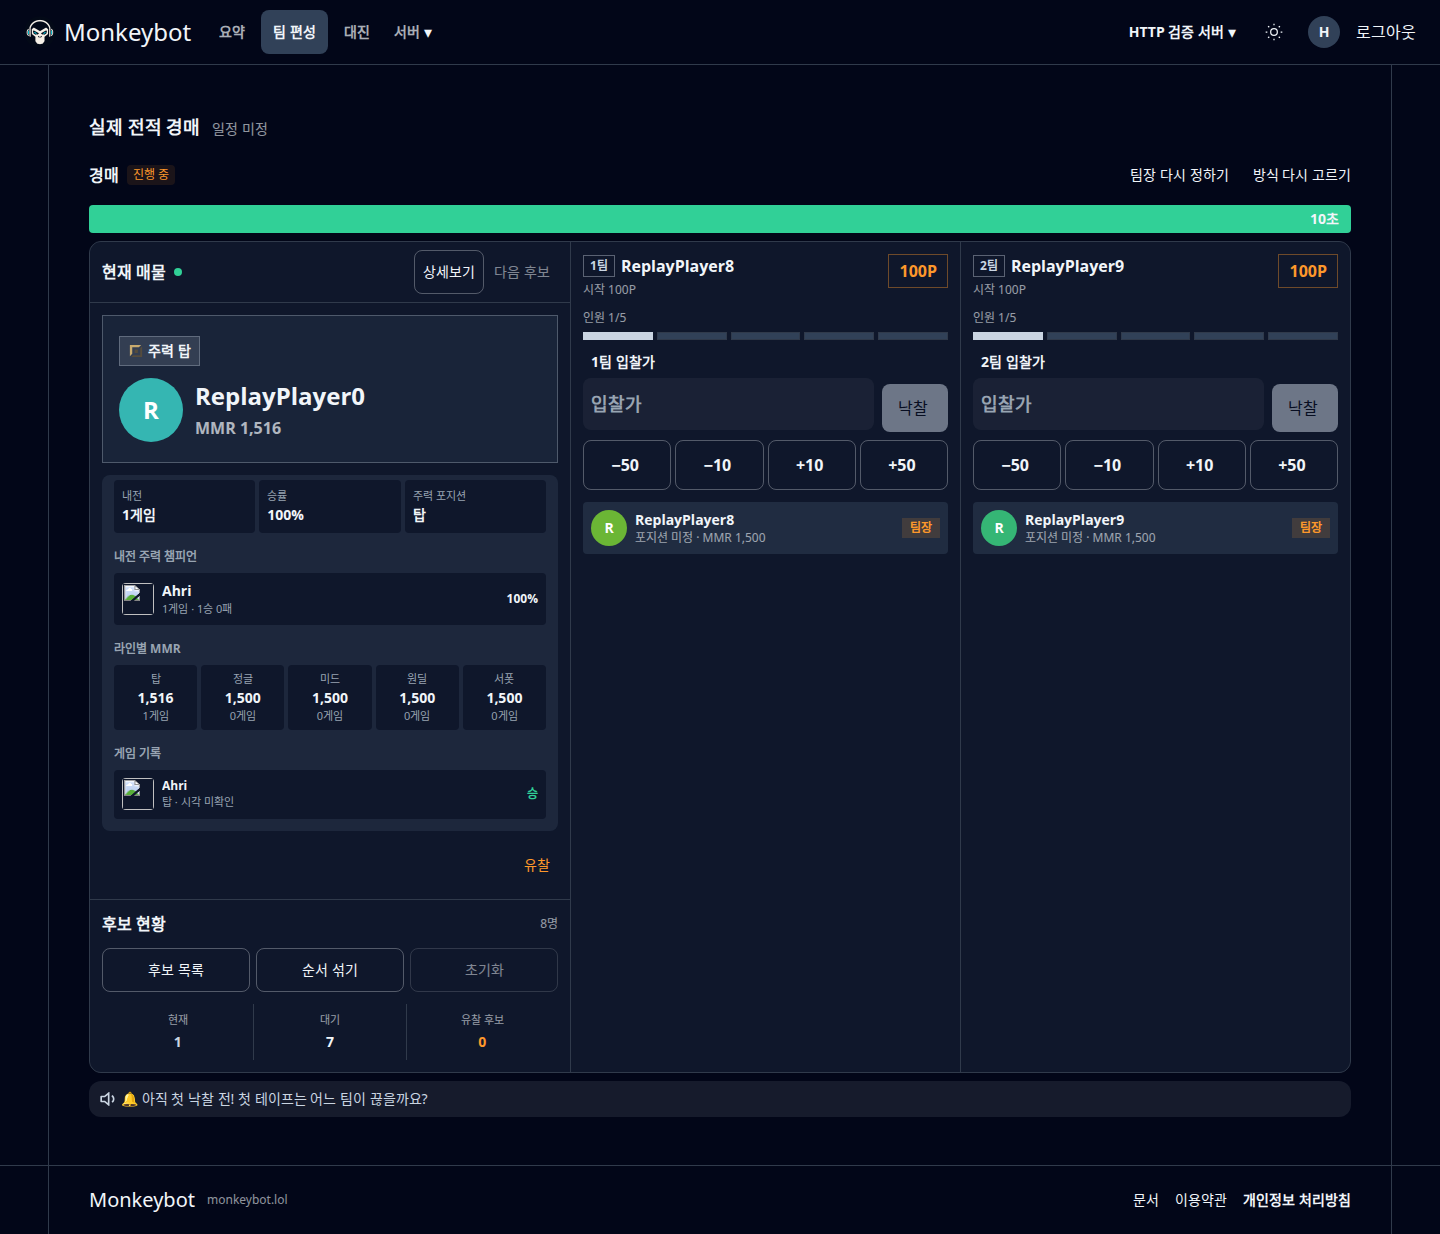 Monkeybot 요약 팀 편성 대진 서버 ▾ HTTP 검증 서버 ▾ H 로그아웃
실제 전적 경매 일정 미정
경매 진행 중 팀장 다시 정하기 방식 다시 고르기
10초
현재 매물 상세보기 다음 후보
주력 탑
R ReplayPlayer0
MMR 1,516
내전 승률 주력 포지션
1게임 100% 탑
내전 주력 챔피언
Ahri
1게임 · 1승 0패
100%
라인별 MMR
탑 정글 미드 원딜 서폿
1,516 1,500 1,500 1,500 1,500
1게임 0게임 0게임 0게임 0게임
게임 기록
Ahri
탑 · 시각 미확인
승
유찰
후보 현황 8명
후보 목록 순서 섞기 초기화
현재 대기 유찰 후보
1 7 0
1팀 ReplayPlayer8 100P
시작 100P
인원 1/5
1팀 입찰가
입찰가 낙찰
−50 −10 +10 +50
R ReplayPlayer8 팀장
포지션 미정 · MMR 1,500
2팀 ReplayPlayer9 100P
시작 100P
인원 1/5
2팀 입찰가
입찰가 낙찰
−50 −10 +10 +50
R ReplayPlayer9 팀장
포지션 미정 · MMR 1,500
🔔 아직 첫 낙찰 전! 첫 테이프는 어느 팀이 끊을까요?
Monkeybot monkeybot.lol 문서 이용약관 개인정보 처리방침